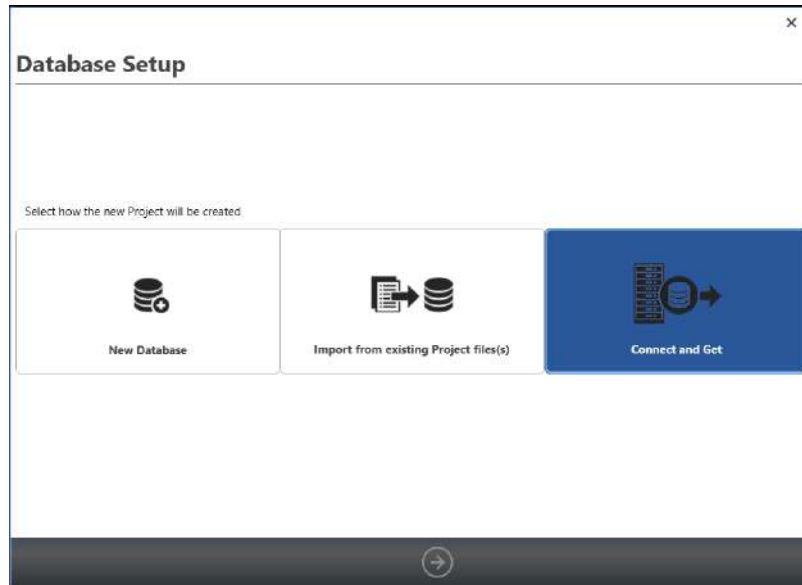 Database Setup
Select how the new Project will be created
New Database
Import from existing Project files(s)
Connect and Get